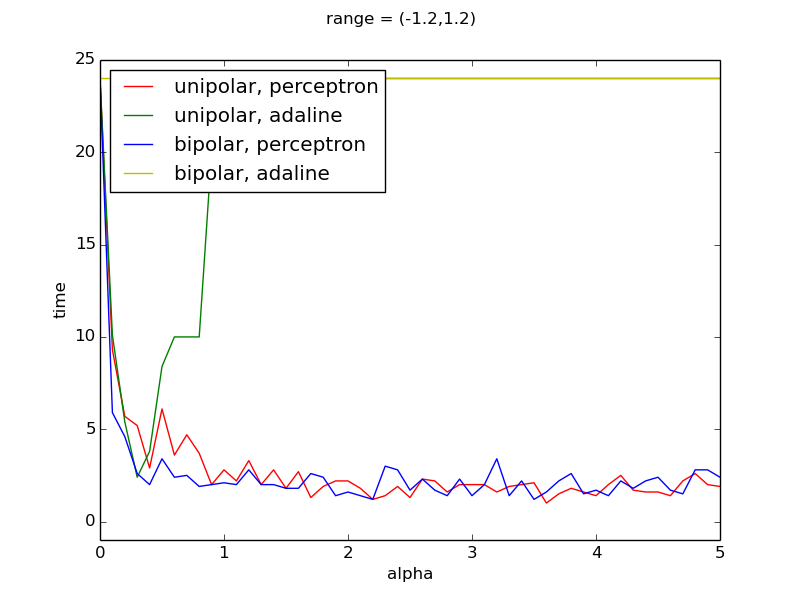 range = (-1.2,1.2)
25
20
15
10
5
0
time
unipolar, perceptron
unipolar, adaline
bipolar, perceptron
bipolar, adaline
0 1 2 3 4 5
alpha